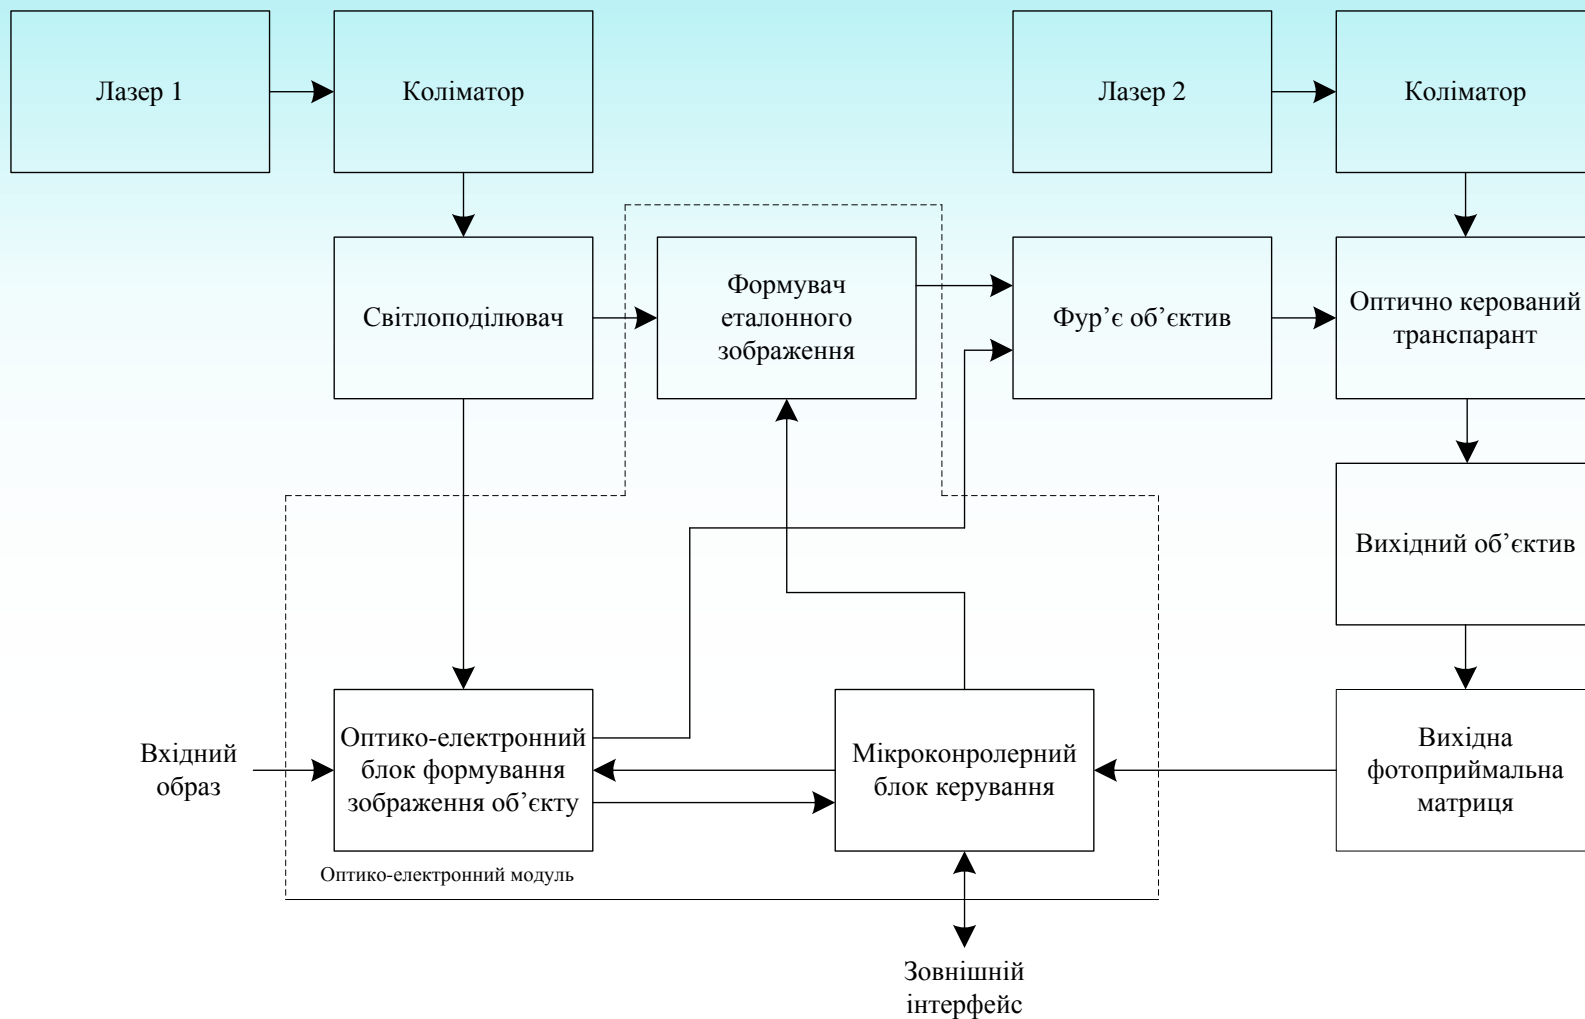 Лазер 1
Коліматор
Лазер 2
Коліматор
Світлоподілювач
Формувач
еталонного
зображення
Фур’є об’єктив
Оптично керований
транспарант
Вихідний об’єктив
Вхідний
образ
Оптико-електронний
блок формування
зображення об’єкту
Мікроконролерний
блок керування
Вихідна
фотоприймальна
матриця
Оптико-електронний модуль
Зовнішній
інтерфейс